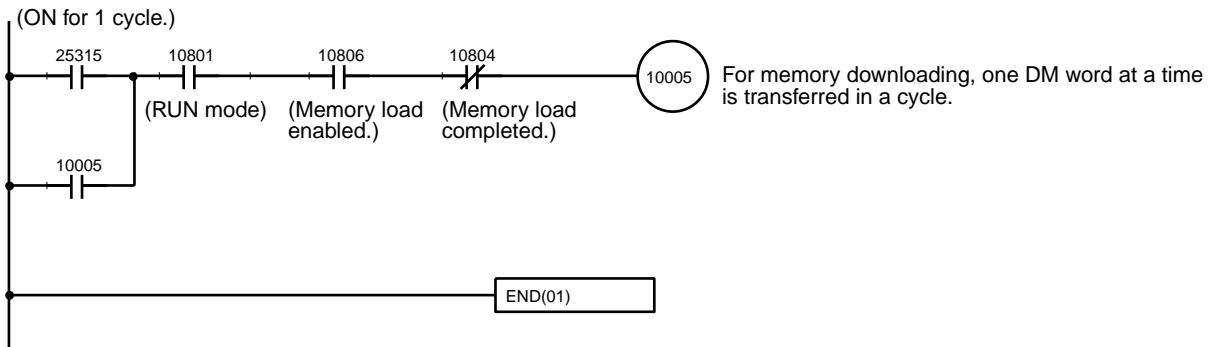 (ON for 1 cycle.)
25315 10801 10806 10804
10005
For memory downloading, one DM word at a time
is transferred in a cycle.
(RUN mode) (Memory load
enabled.) (Memory load
completed.)
10005
END(01)